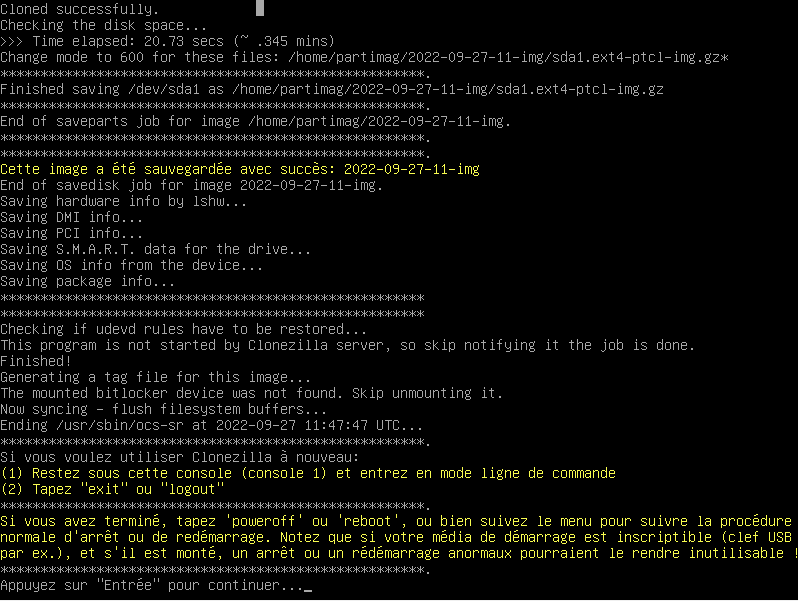 Cloned successfully.
Checking the disk space...
>>> Time elapsed: 20.73 secs (~ .345 mins)
Change mode to 600 for these files: /home/partimag/2022-09-27-11-img/sda1.ext4-ptcl-img.gz*
*****************************************************.
Finished saving /dev/sda1 as /home/partimag/2022-09-27-11-img/sda1.ext4-ptcl-img.gz
*****************************************************.
End of saveparts job for image /home/partimag/2022-09-27-11-img.
*****************************************************.
*****************************************************.
Cette image a été sauvegardée avec succès: 2022-09-27-11-img
End of savedisk job for image 2022-09-27-11-img.
Saving hardware info by lshw...
Saving DMI info...
Saving PCI info...
Saving S.M.A.R.T. data for the drive...
Saving OS info from the device...
Saving package info...
*****************************************************
*****************************************************
Checking if udevd rules have to be restored...
This program is not started by Clonezilla server, so skip notifying it the job is done.
Finished!
Generating a tag file for this image...
The mounted bitlocker device was not found. Skip unmounting it.
Now syncing - flush filesystem buffers...
Ending /usr/sbin/ocs-sr at 2022-09-27 11:47:47 UTC...
*****************************************************.
Si vous voulez utiliser Clonezilla à nouveau:
(1) Restez sous cette console (console 1) et entrez en mode ligne de commande
(2) Tapez "exit" ou "logout"
*****************************************************.
Si vous avez terminé, tapez 'poweroff' ou 'reboot', ou bien suivez le menu pour suivre la procédure
normale d'arrêt ou de redémarrage. Notez que si votre média de démarrage est inscriptible (clef USB
par ex.), et s'il est monté, un arrêt ou un rédémarrage anormaux pourraient le rendre inutilisable !
*****************************************************.
Appuyez sur "Entrée" pour continuer..._